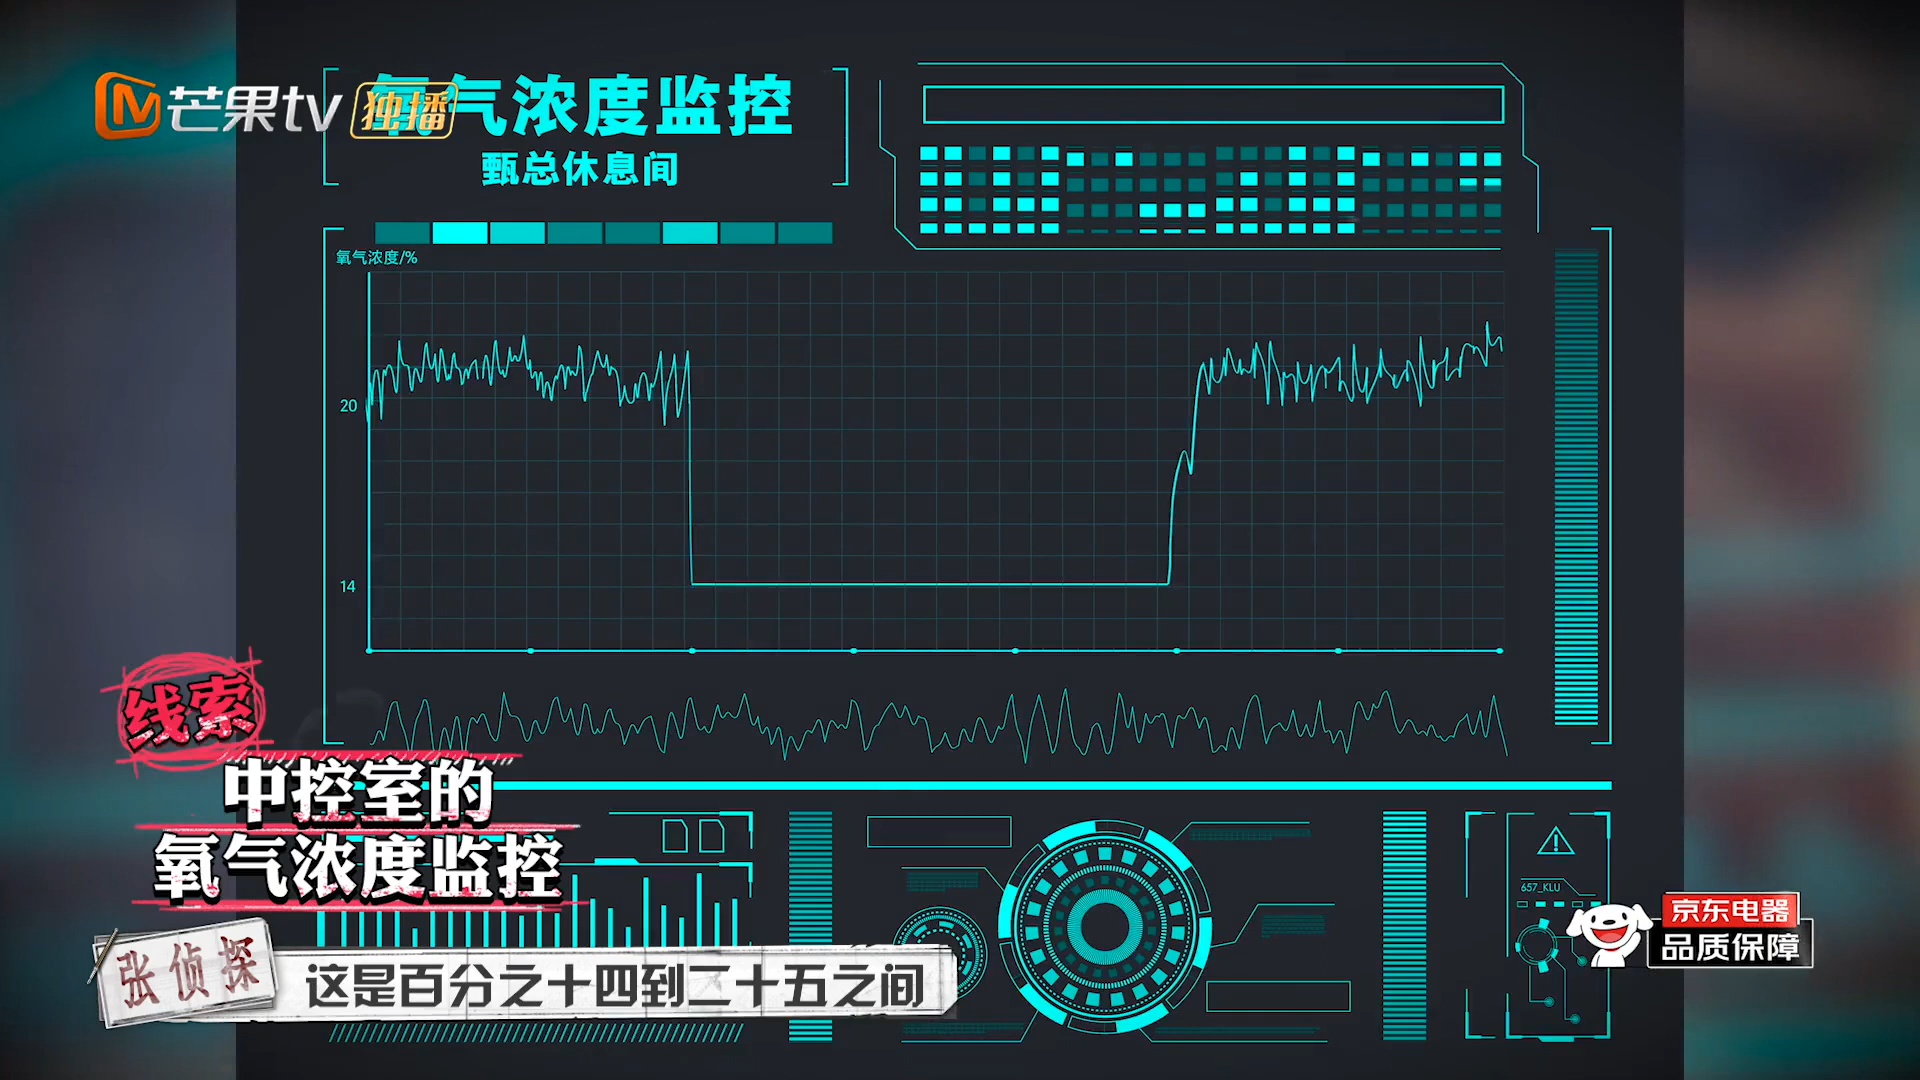 芒果tv 独播
氧气浓度监控
甄总休息间
氧气浓度/%
20
14
线索
中控室的
氧气浓度监控
657_KLU
京东电器
品质保障
张侦探
这是百分之十四到二十五之间